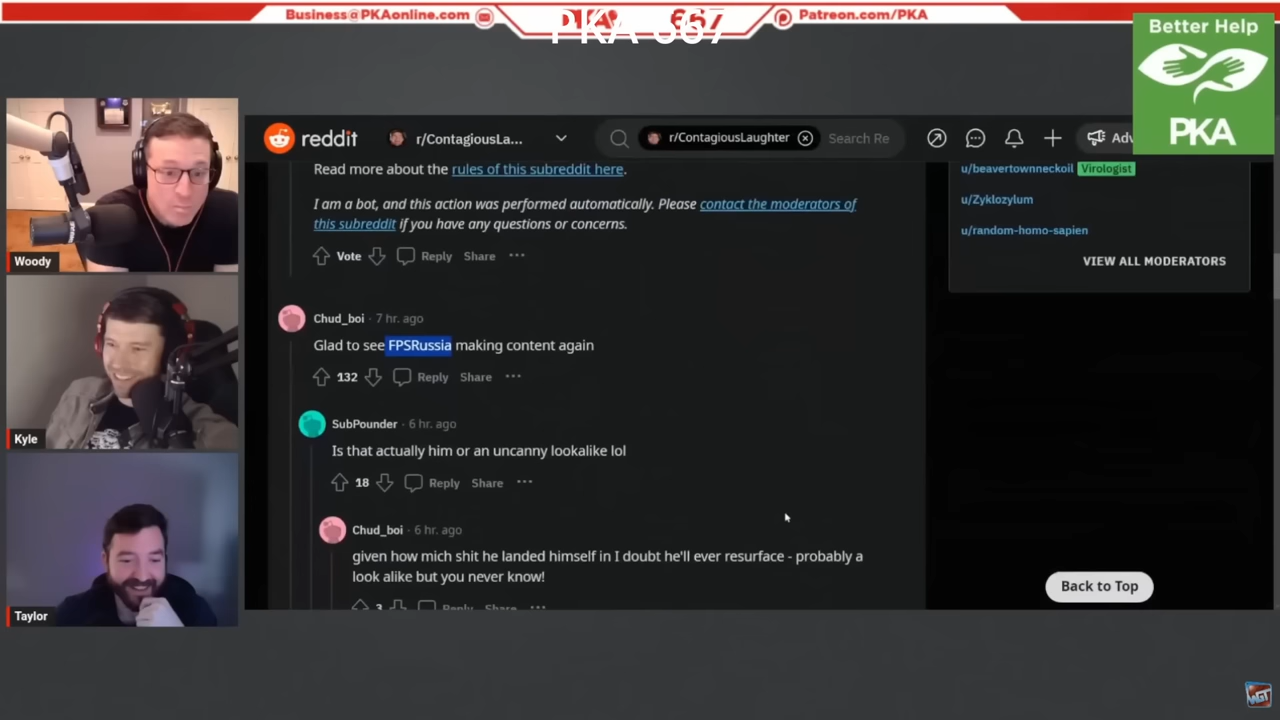 Business@PKAonline.com
PKA 667
Patreon.com/PKA
Better Help
PKA
reddit
r/ContagiousLa...
r/ContagiousLaughter
Search Re
Adv
Read more about the rules of this subreddit here.
I am a bot, and this action was performed automatically. Please contact the moderators of
this subreddit if you have any questions or concerns.
Vote
Reply
Share
...
u/beavertownneckoil Virologist
u/Zyklozylum
u/random-homo-sapien
VIEW ALL MODERATORS
Woody
Chud_boi · 7 hr. ago
Glad to see FPSRussia making content again
132
Reply
Share
...
Kyle
SubPounder · 6 hr. ago
Is that actually him or an uncanny lookalike lol
18
Reply
Share
...
Chud_boi · 6 hr. ago
given how mich shit he landed himself in I doubt he'll ever resurface - probably a
look alike but you never know!
3
Reply
Share
...
Back to Top
Taylor
WGT